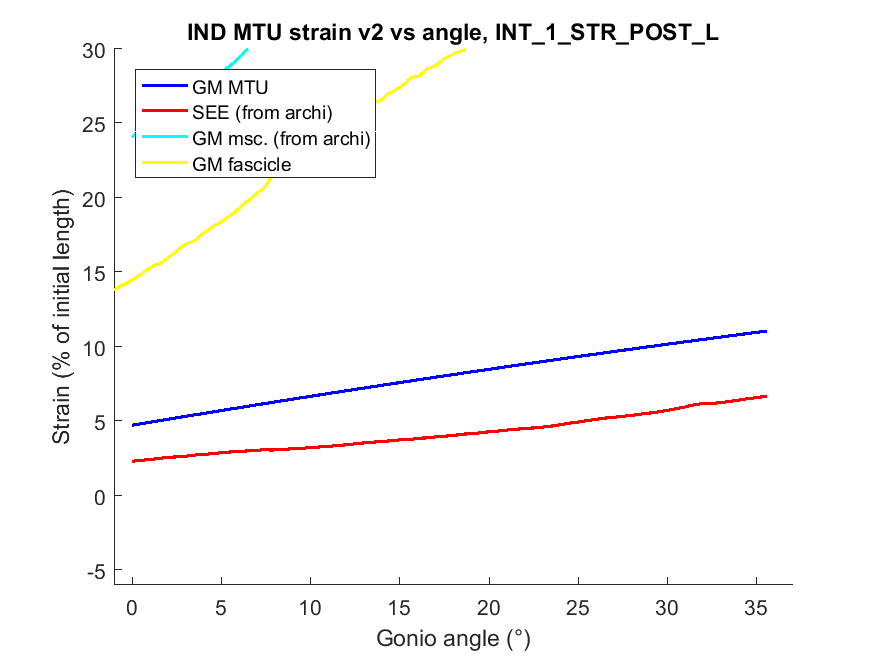 IND MTU strain v2 vs angle, INT_1_STR_POST_L
30
25
20
15
10
5
0
-5
Strain (% of initial length)
GM MTU
SEE (from archi)
GM msc. (from archi)
GM fascicle
0 5 10 15 20 25 30 35
Gonio angle (°)